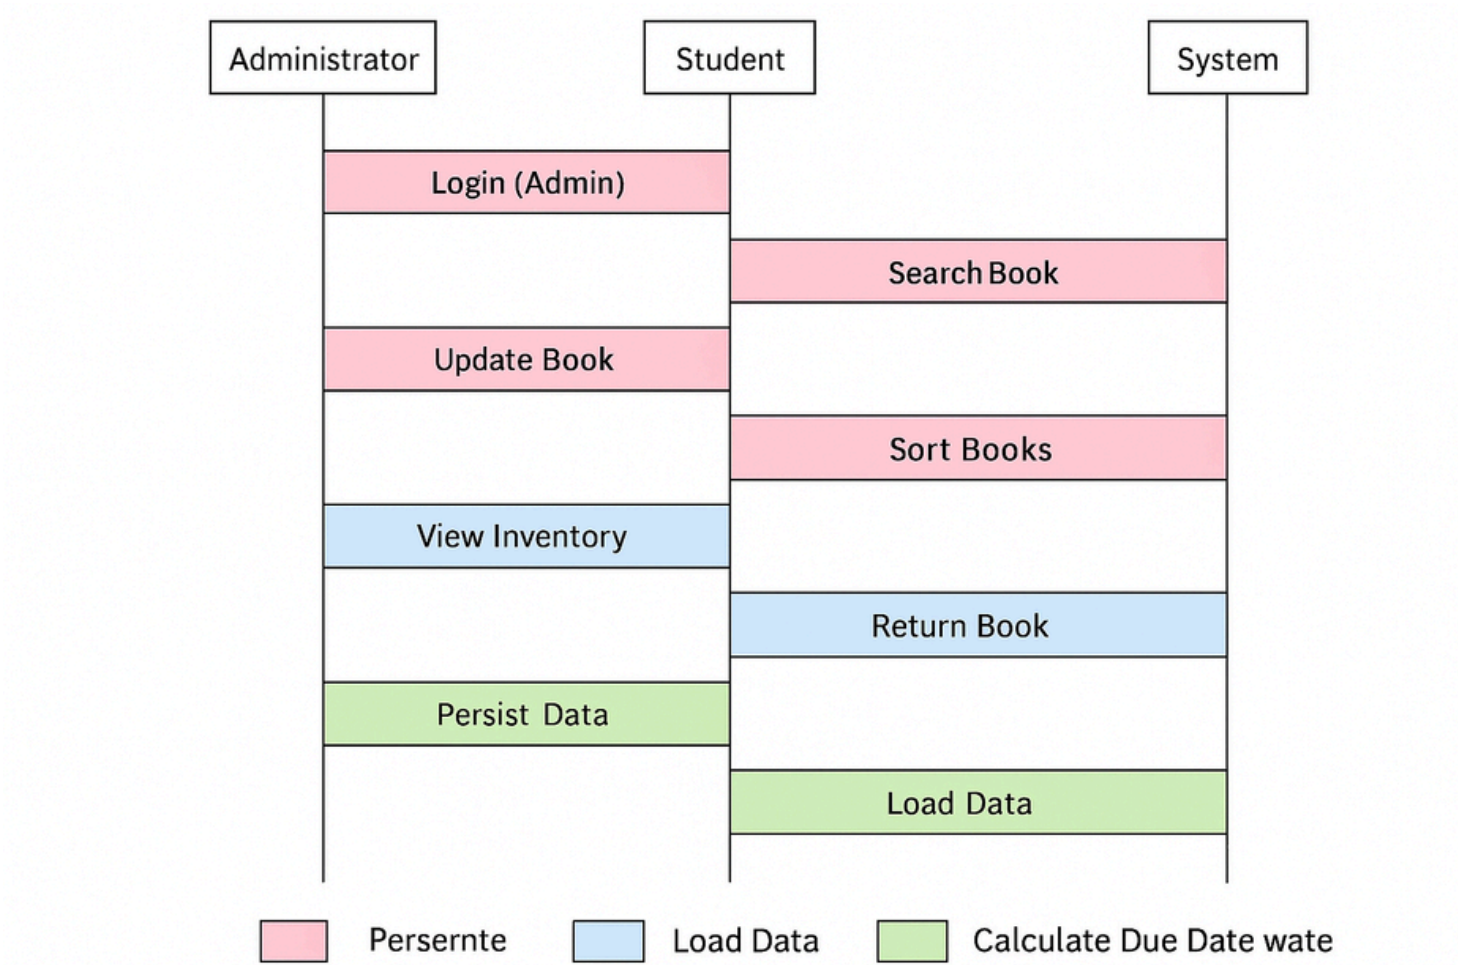 Administrator Student System
Login (Admin)
Search Book
Update Book
Sort Books
View Inventory
Return Book
Persist Data
Load Data
Persernte Load Data Calculate Due Date wate